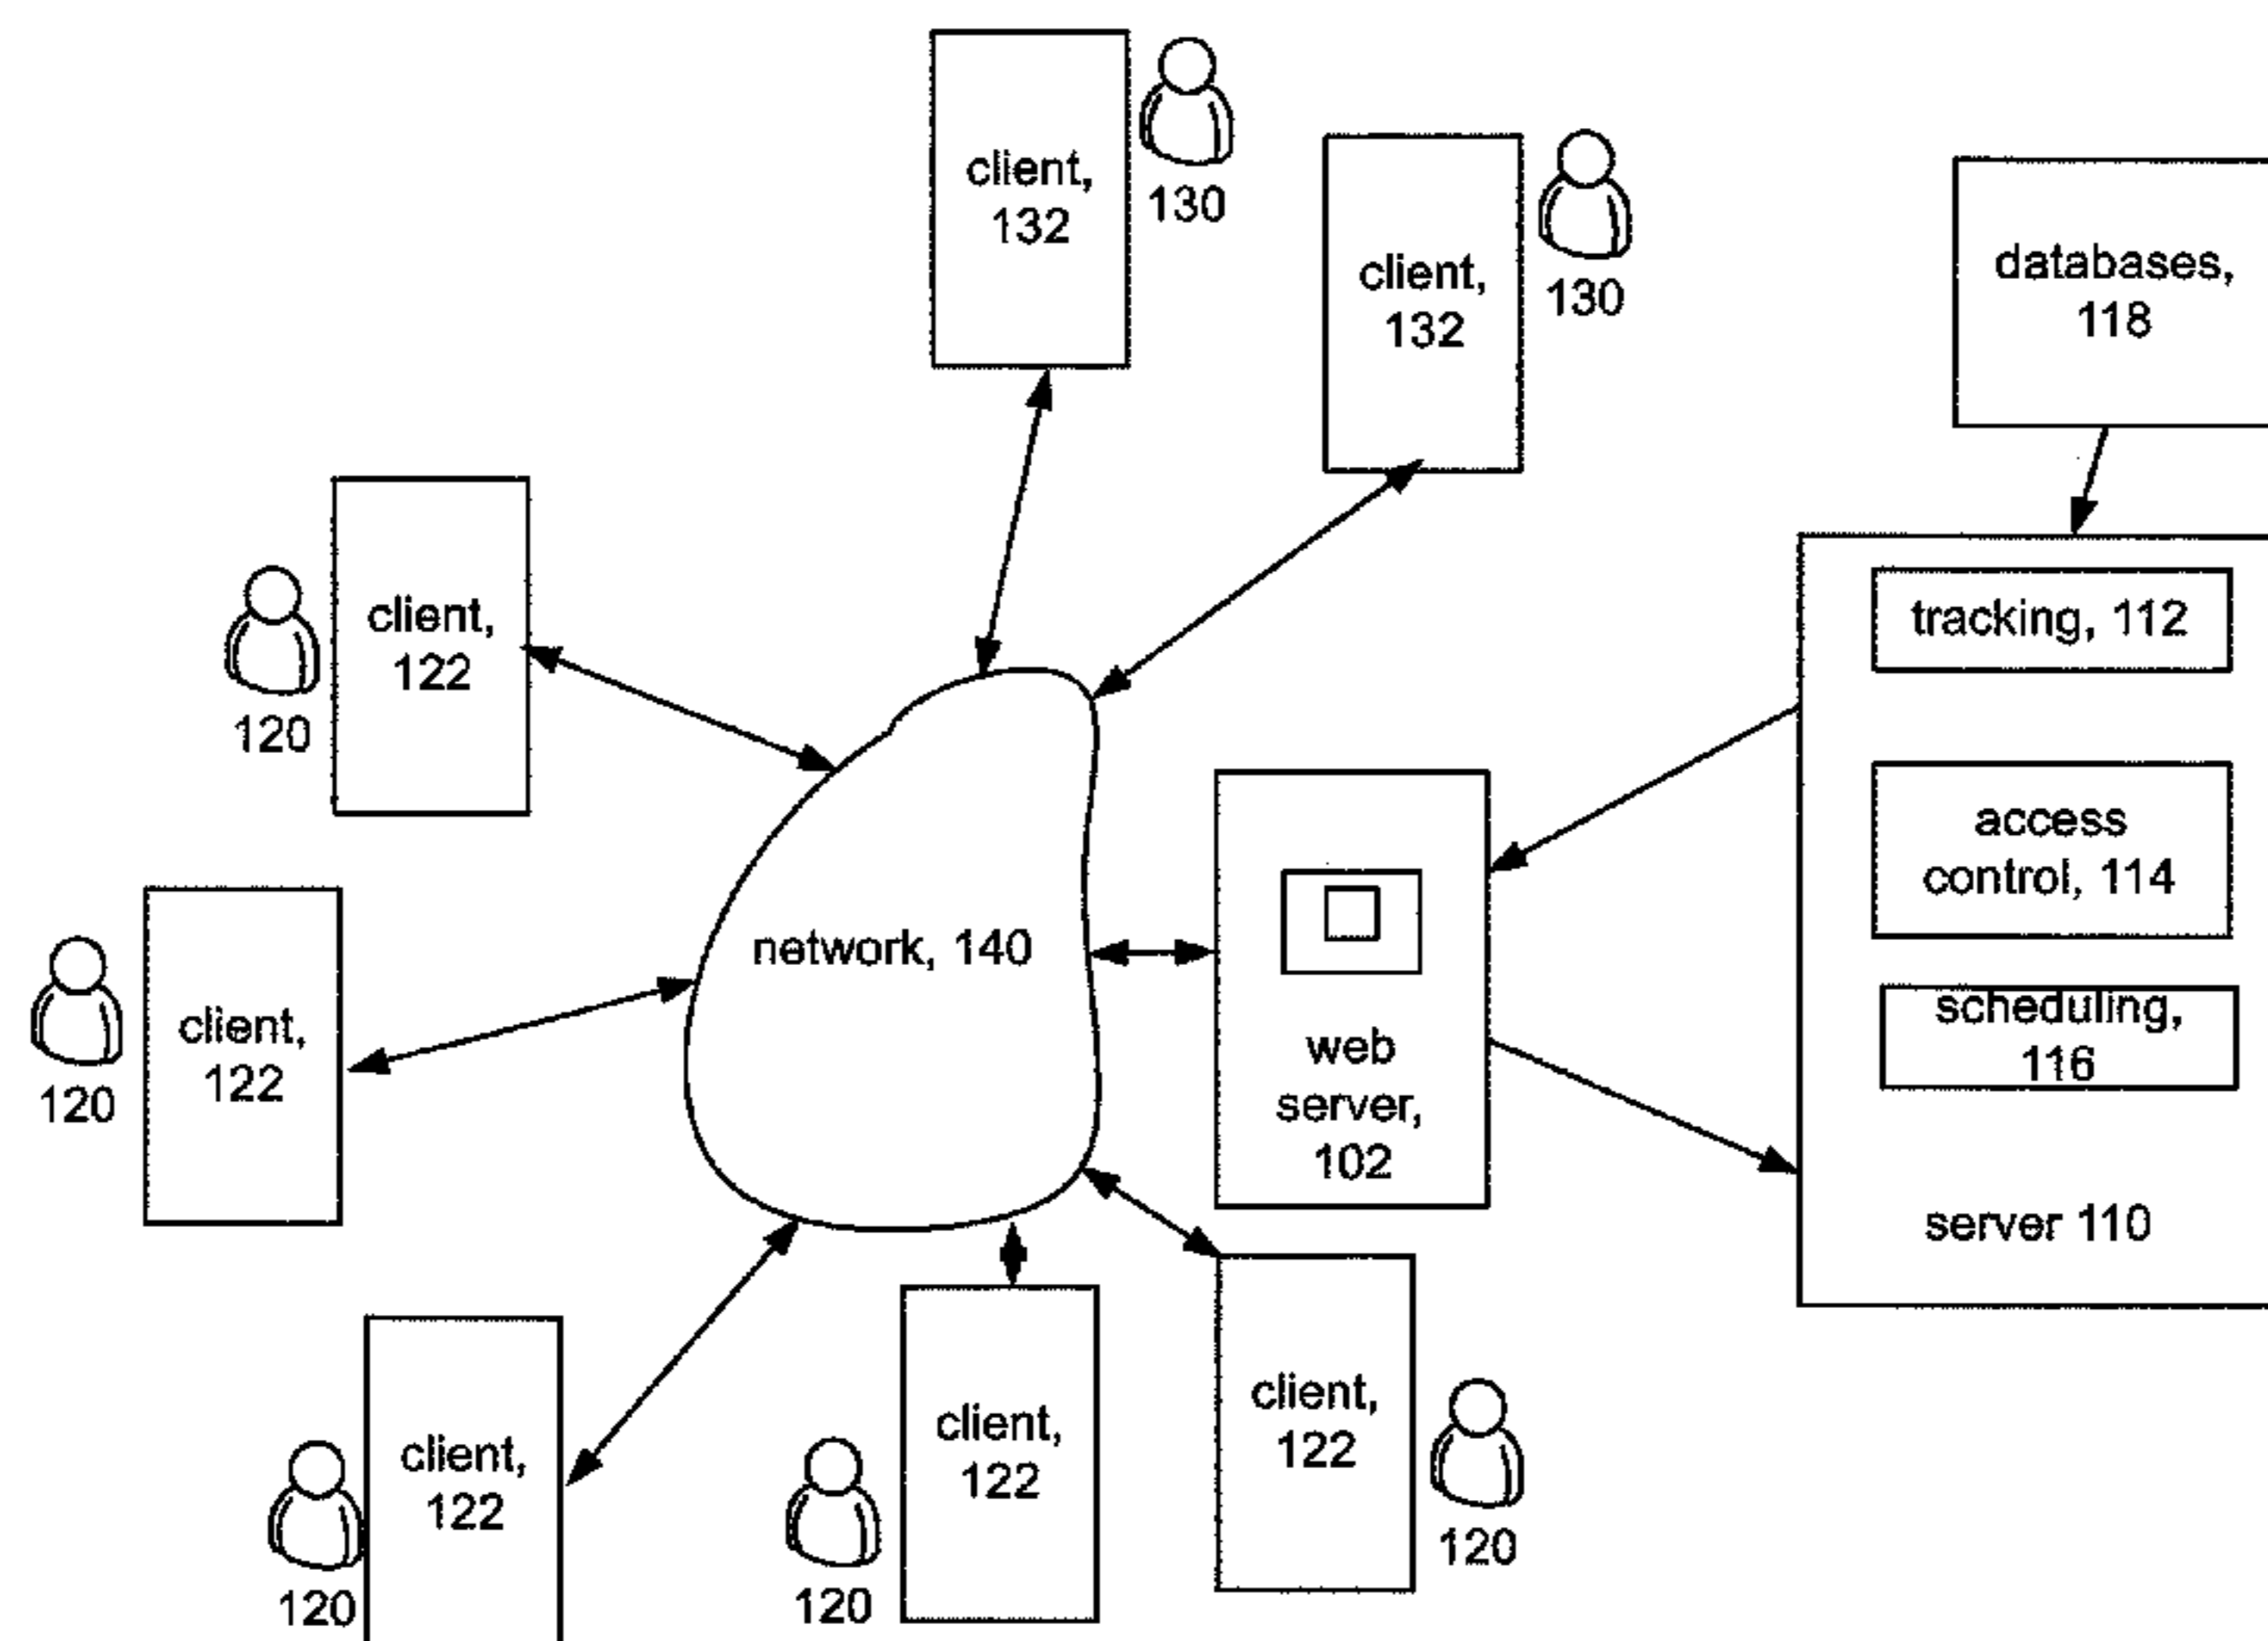 client,
132
130
client,
132
130
databases,
118
client,
122
120
tracking, 112
access
control, 114
scheduling,
116
server 110
network, 140
web
server,
102
client,
122
120
client,
122
120
client,
122
120
client,
122
120